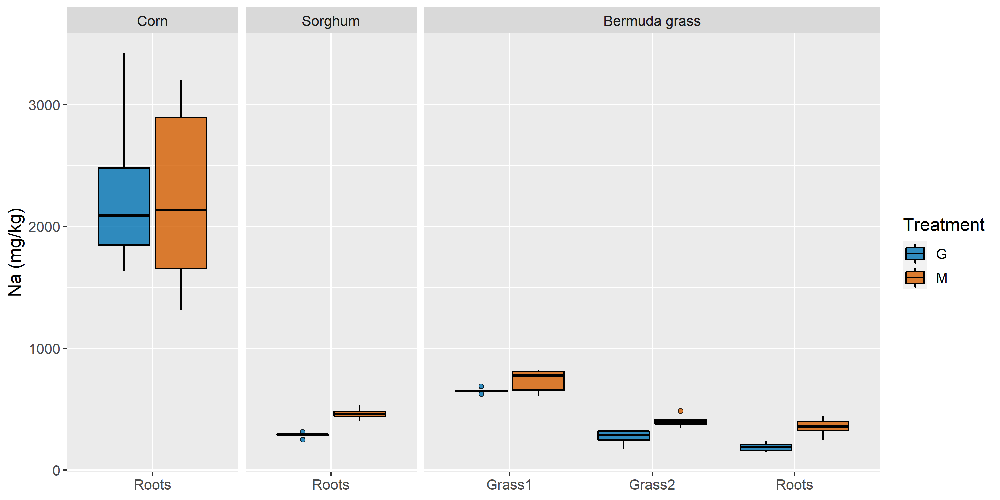 Corn
Sorghum
Bermuda grass
Na (mg/kg)
3000
2000
1000
0
Roots
Roots
Grass1
Grass2
Roots
Treatment
G
M